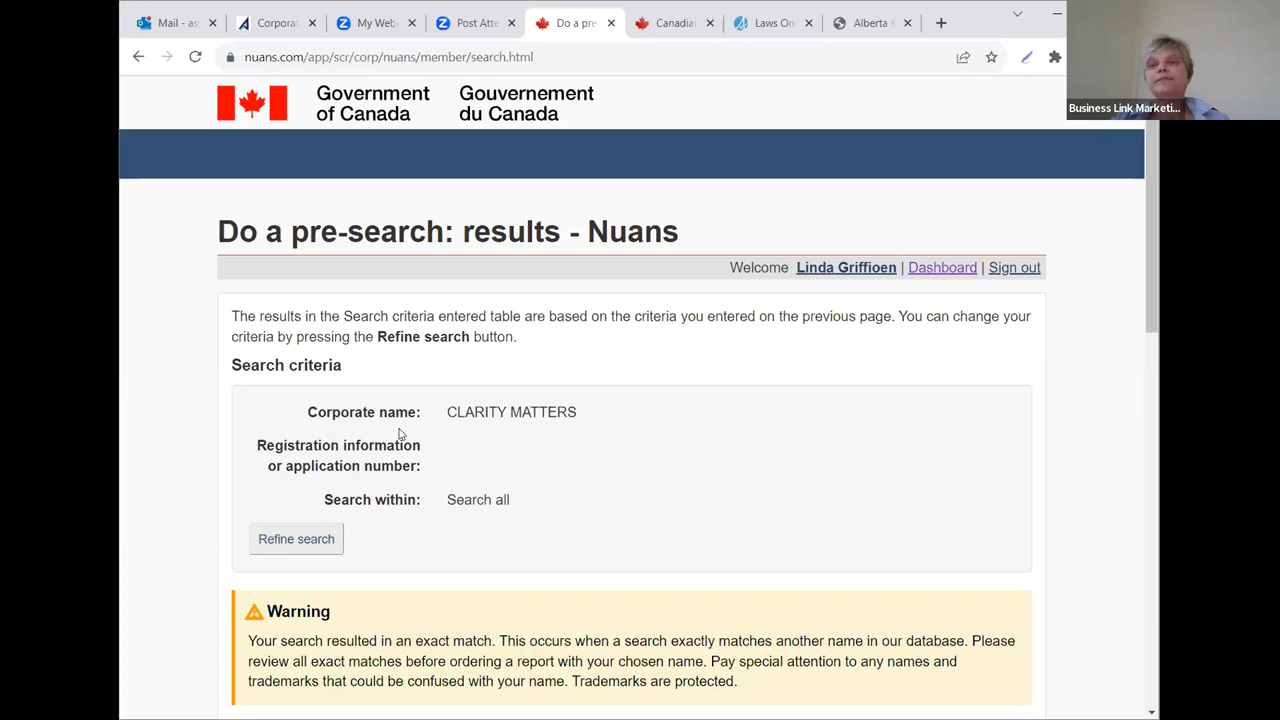 Mail - as
Corporat
My Web
Post Atte
Do a pre
Canadia
Laws On
Alberta
nuans.com/app/scr/corp/nuans/member/search.html
Business Link Marketi...
Government of Canada
Gouvernement du Canada
Do a pre-search: results - Nuans
Welcome Linda Griffioen | Dashboard | Sign out
The results in the Search criteria entered table are based on the criteria you entered on the previous page. You can change your
criteria by pressing the Refine search button.
Search criteria
Corporate name: CLARITY MATTERS
Registration information
or application number:
Search within: Search all
Refine search
Warning
Your search resulted in an exact match. This occurs when a search exactly matches another name in our database. Please
review all exact matches before ordering a report with your chosen name. Pay special attention to any names and
trademarks that could be confused with your name. Trademarks are protected.